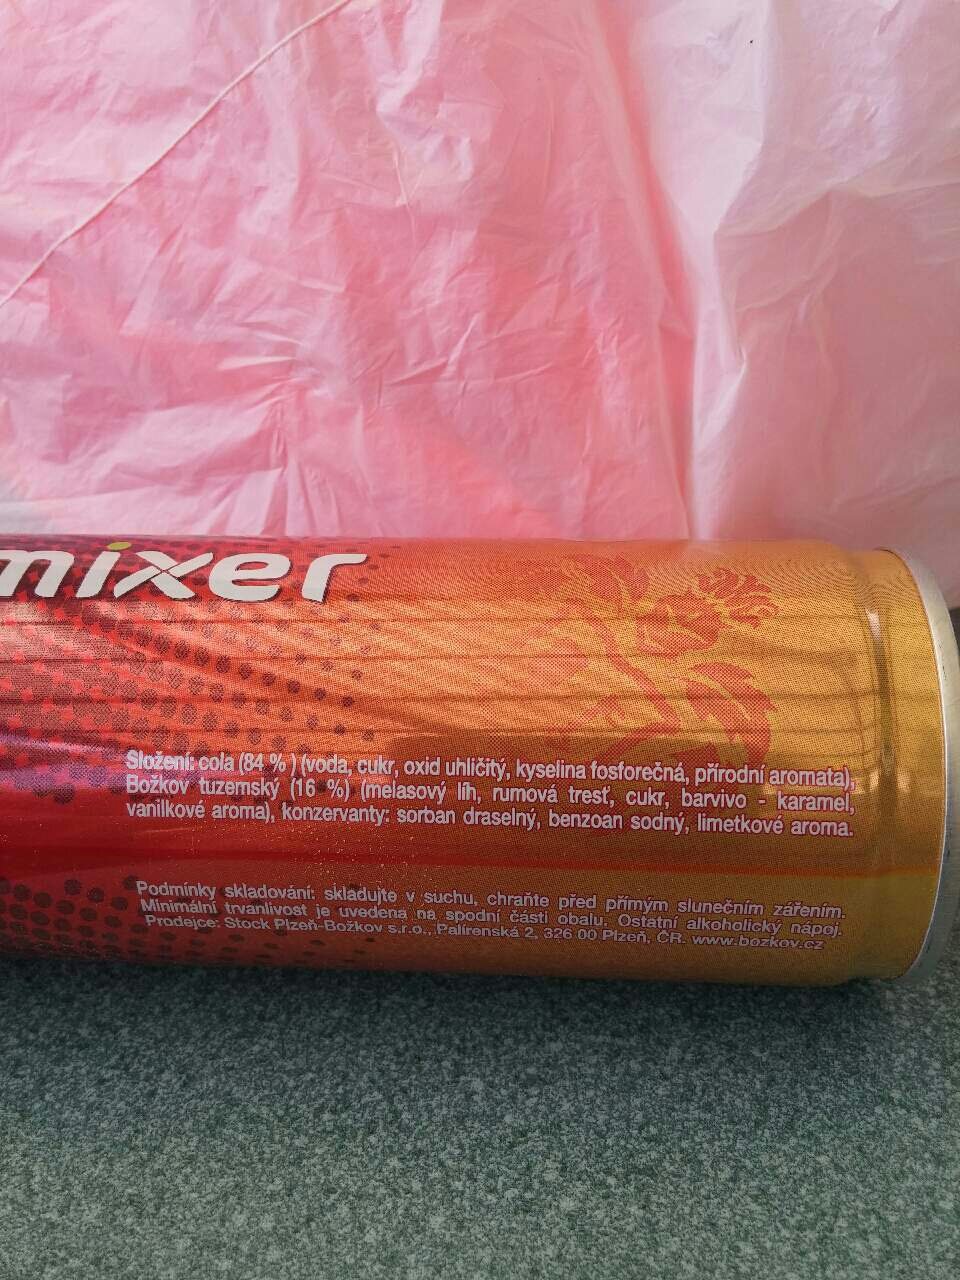 mixer
Složení: cola (84 % ) (voda, cukr, oxid uhličitý, kyselina fosforečná, přírodní aromata),
Božkov tuzemský (16 %) (melasový líh, rumová tresť, cukr, barvivo - karamel,
vanilkové aroma), konzervanty: sorban draselný, benzoan sodný, limetkové aroma.
Podmínky skladování: skladujte v suchu, chraňte před přímým slunečním zářením.
Minimální trvanlivost je uvedena na spodní části obalu. Ostatní alkoholický nápoj.
Prodejce: Stock Plzeň-Božkov s.r.o., Palírenská 2, 326 00 Plzeň, ČR. www.bozkov.cz